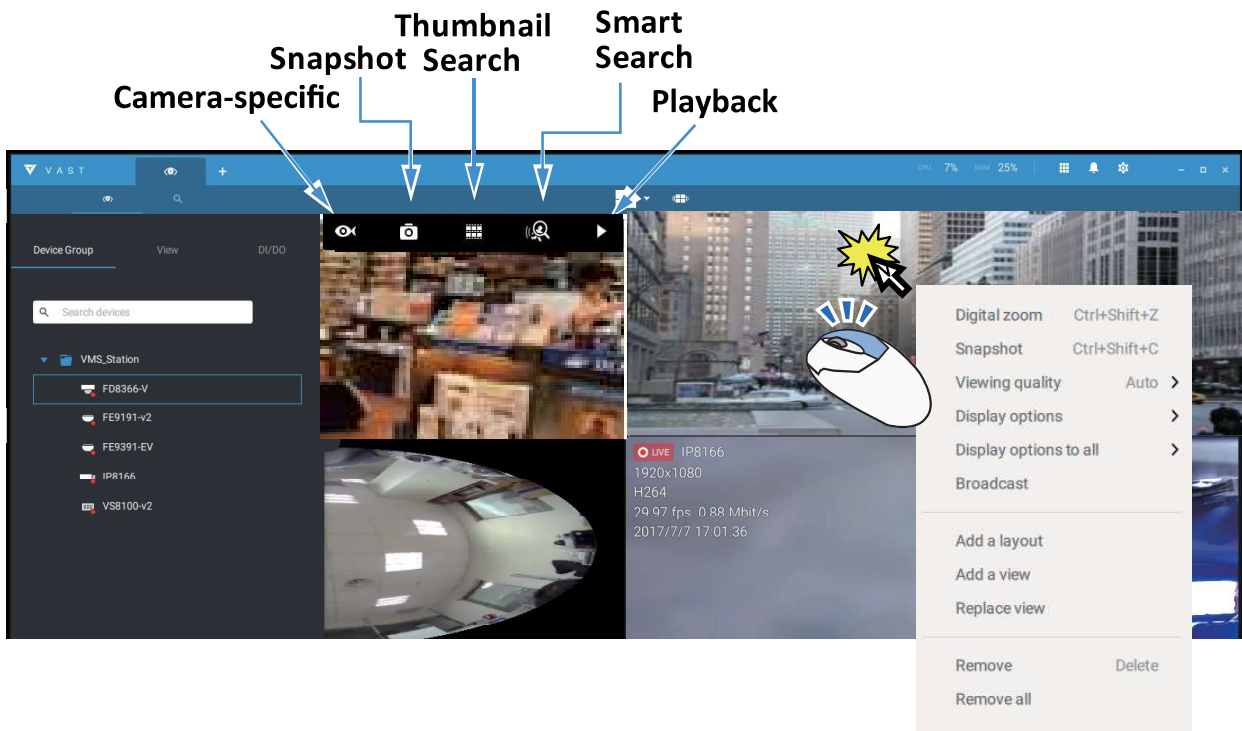 Thumbnail
Search
Smart
Search
Snapshot
Camera-specific
Playback
VAST
+
CPU 7% MEM 25%
Device Group View DI/DO
Search devices
VMS_Station
FD8366-V
FE9191-v2
FE9391-EV
IP8166
VS8100-v2
LIVE IP8166
1920x1080
H264
29.97 fps 0.88 Mbit/s
2017/7/7 17:01:36
Digital zoom Ctrl+Shift+Z
Snapshot Ctrl+Shift+C
Viewing quality Auto
Display options
Display options to all
Broadcast
Add a layout
Add a view
Replace view
Remove Delete
Remove all